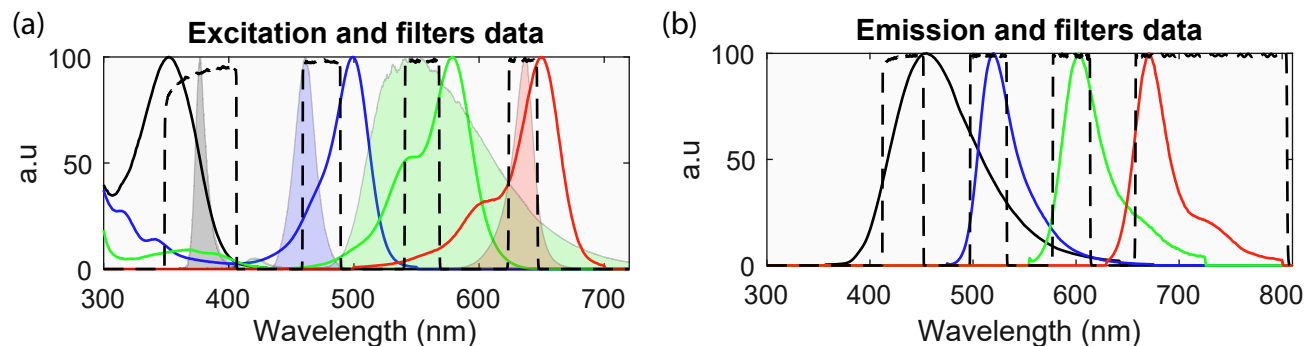 (a)
Excitation and filters data
100
50
0
a.u
300
400
500
600
700
Wavelength (nm)
(b)
Emission and filters data
100
50
0
a.u
300
400
500
600
700
800
Wavelength (nm)